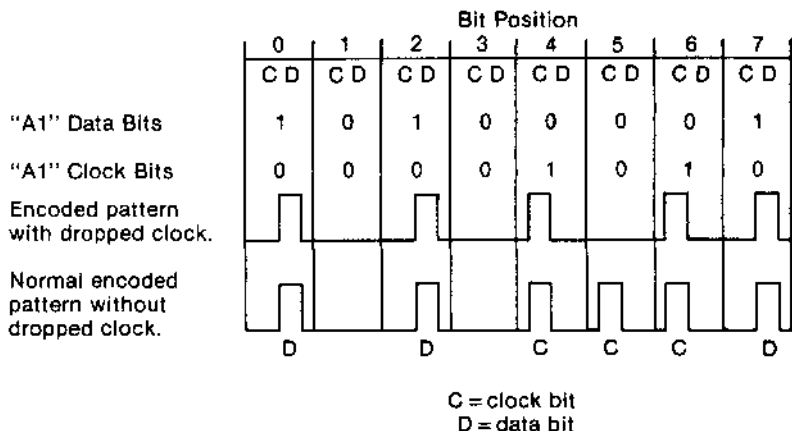 Bit Position
0 1 2 3 4 5 6 7
C D C D C D C D C D C D C D C D
"A1" Data Bits 1 0 1 0 0 0 0 1
"A1" Clock Bits 0 0 0 0 1 0 1 0
Encoded pattern
with dropped clock.
Normal encoded
pattern without
dropped clock.
D D C C C D
C = clock bit
D = data bit